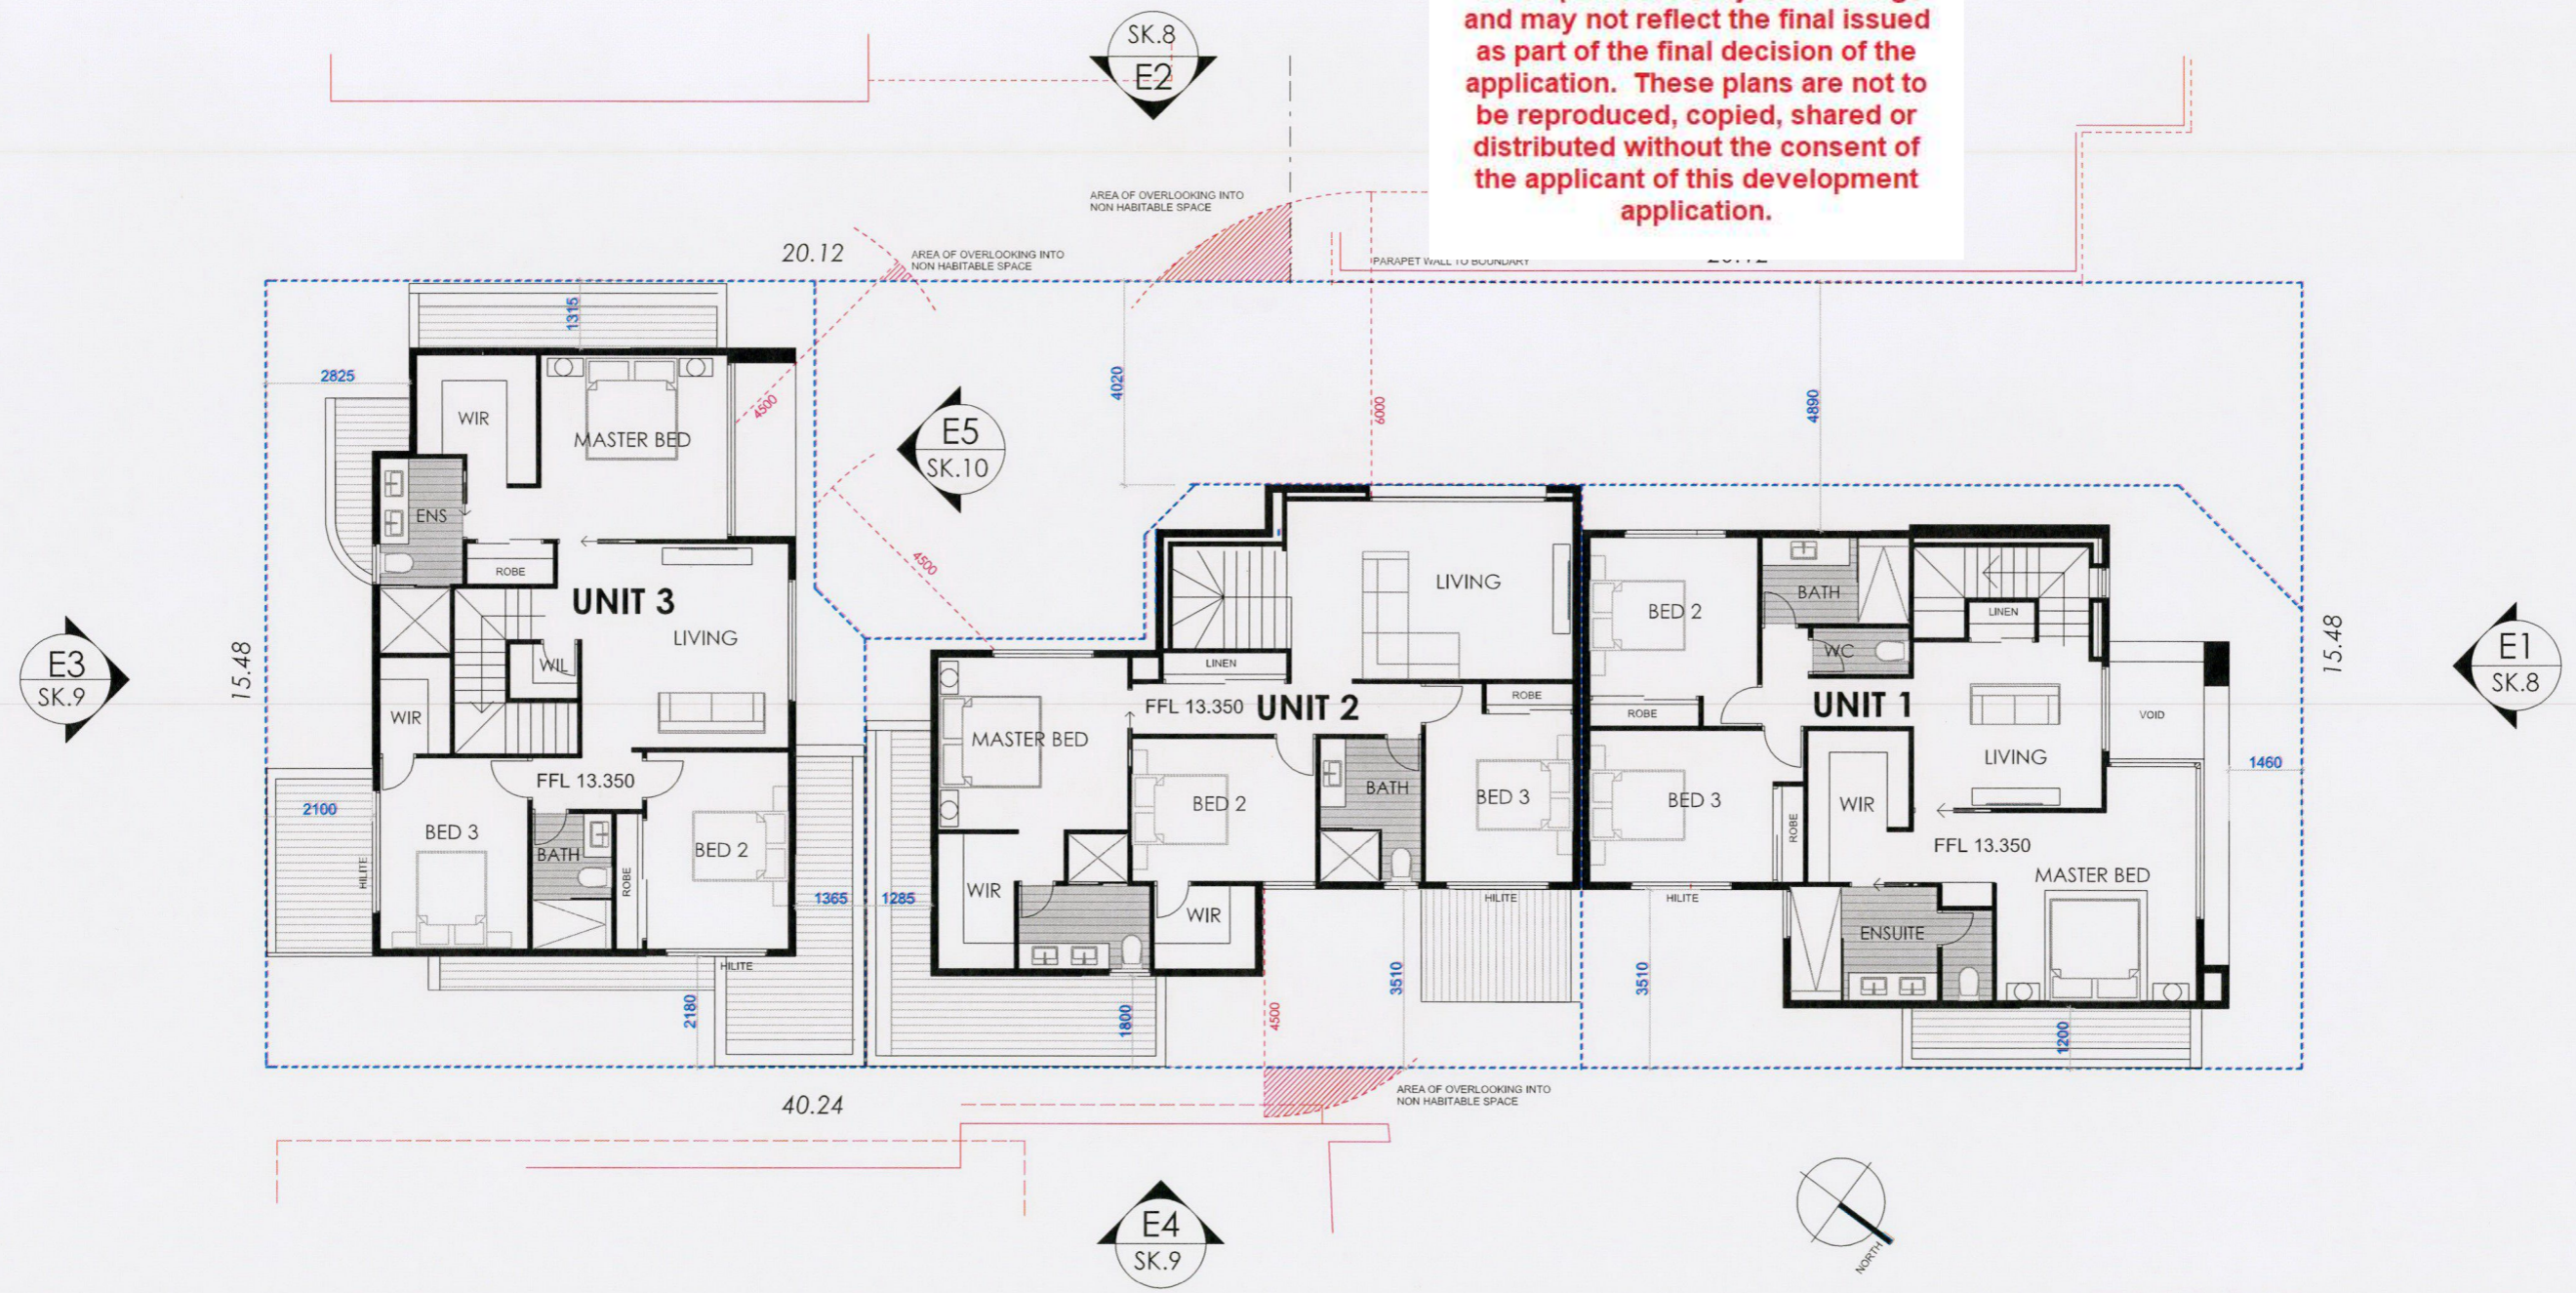 and may not reflect the final issued
as part of the final decision of the
application. These plans are not to
be reproduced, copied, shared or
distributed without the consent of
the applicant of this development
application.
SK.8
E2
AREA OF OVERLOOKING INTO
NON HABITABLE SPACE
20.12
AREA OF OVERLOOKING INTO
NON HABITABLE SPACE
PARAPET WALL TO BOUNDARY
1315
2825
4020
6000
4890
4500
WIR
MASTER BED
E5
SK.10
ENS
ROBE
4500
UNIT 3
LIVING
WIL
WIR
FFL 13.350
BED 3
BATH
ROBE
BED 2
HILITE
HILITE
2100
2180
1365
1285
15.48
E3
SK.9
LIVING
LINEN
FFL 13.350
UNIT 2
ROBE
MASTER BED
BED 2
BATH
BED 3
WIR
WIR
HILITE
1800
4500
3510
BED 2
BATH
LINEN
WC
ROBE
UNIT 1
VOID
LIVING
BED 3
ROBE
WIR
FFL 13.350
MASTER BED
HILITE
ENSUITE
3510
1200
1460
15.48
E1
SK.8
AREA OF OVERLOOKING INTO
NON HABITABLE SPACE
40.24
E4
SK.9
NORTH